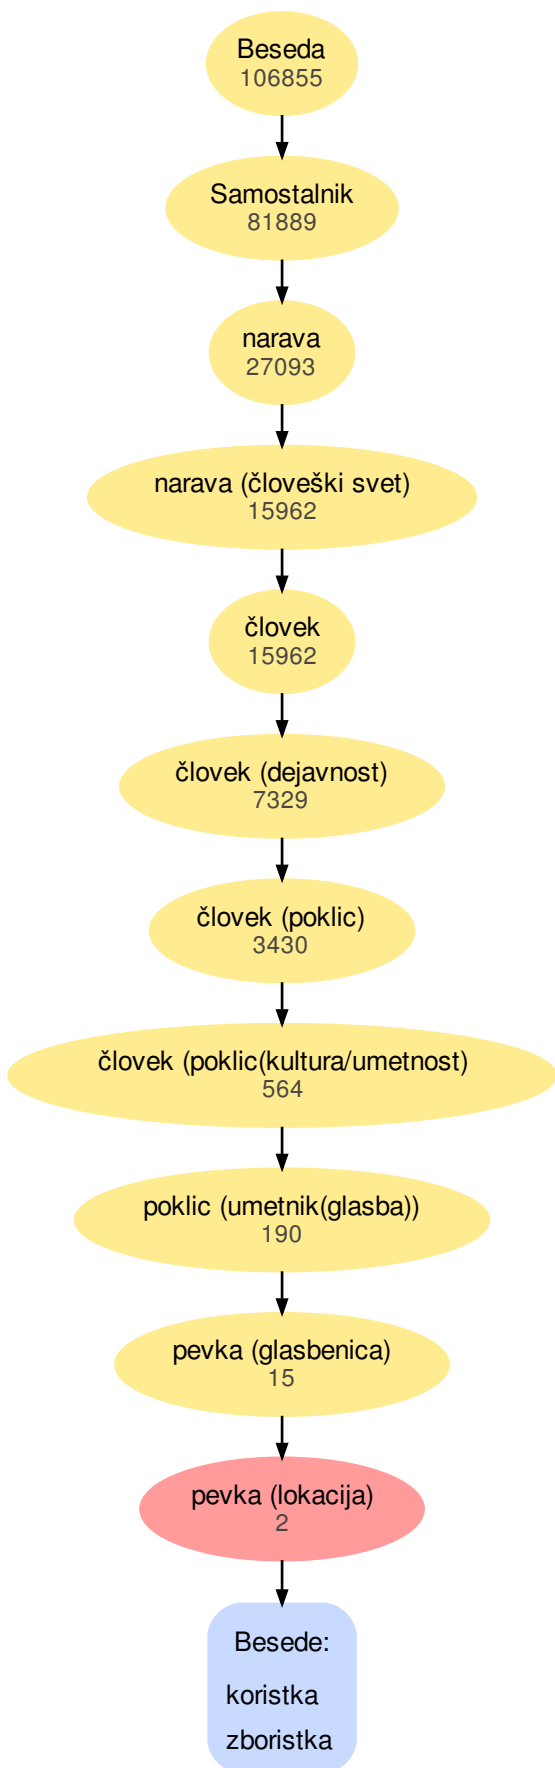 Beseda
106855
Samostalnik
81889
narava
27093
narava (človeški svet)
15962
človek
15962
človek (dejavnost)
7329
človek (poklic)
3430
človek (poklic(kultura/umetnost)
564
poklic (umetnik(glasba))
190
pevka (glasbenica)
15
pevka (lokacija)
2
Besede:
koristka
zboristka